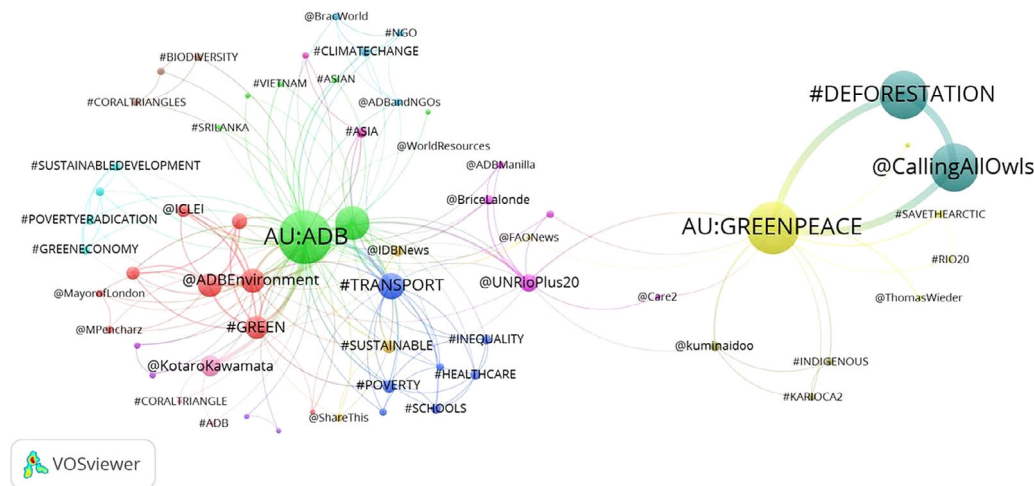 @BracWorld
#NGO
#CLIMATECHANGE
#BIODIVERSITY
#VIETNAM
#ASIAN
#CORALTRIANGLES
@ADBandNGOs
#SRILANKA
#ASIA
@WorldResources
#DEFORESTATION
#SUSTAINABLEDEVELOPMENT
@ADBManilla
@CallingAllOwls
@BriceLalonde
@ICLEI
#POVERTYERADICATION
#SAVETHEARCTIC
AU:ADB
AU:GREENPEACE
@FAONews
#GREENECONOMY
@IDBNews
#RIO20
@ADBEnvironment
#TRANSPORT
@UNRioPlus20
@MayorofLondon
@Care2
@ThomasWieder
#GREEN
@MPencharz
#INEQUALITY
#SUSTAINABLE
@kuminaidoo
#INDIGENOUS
@KotaroKawamata
#HEALTHCARE
#POVERTY
#KARIOCA2
#CORALTRIANGLE
#SCHOOLS
@ShareThis
#ADB
VOSviewer